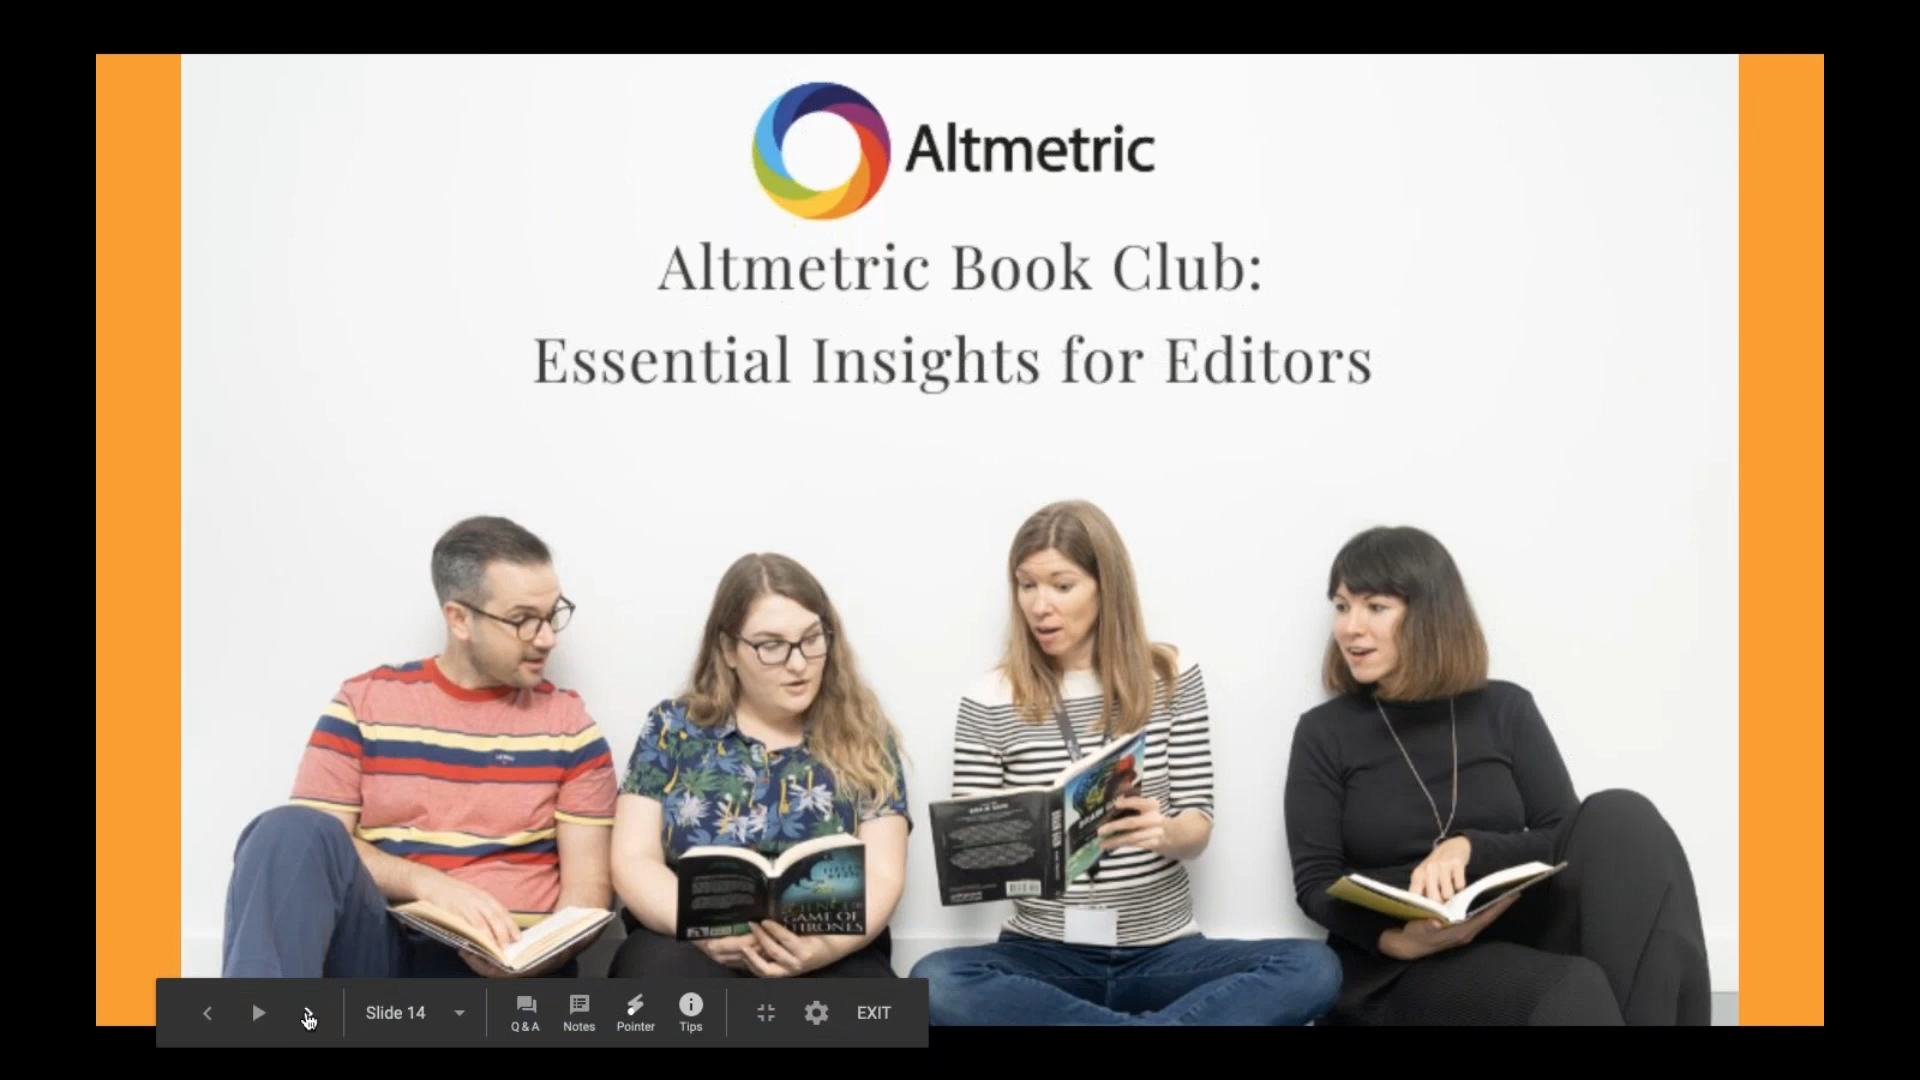 Altmetric
Altmetric Book Club:
Essential Insights for Editors
GAME OF
THRONES
Slide 14
Q & A
Notes
Pointer
Tips
EXIT